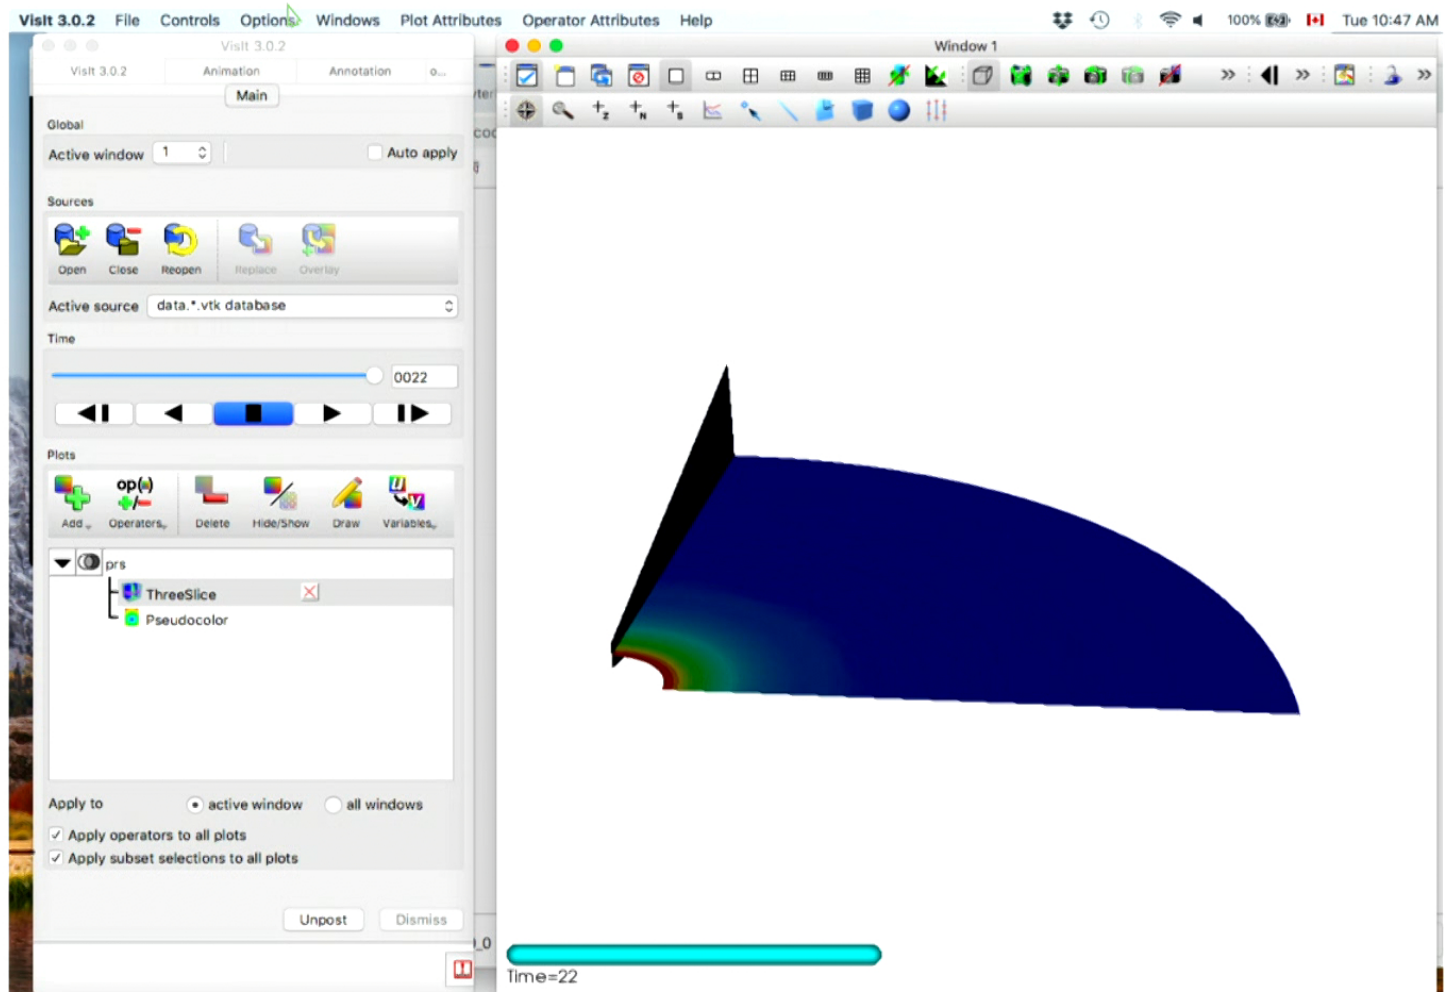 VisIt 3.0.2 File Controls Options Windows Plot Attributes Operator Attributes Help 100% Tue 10:47 AM
VisIt 3.0.2
VisIt 3.0.2 Animation Annotation o...
Main
Global
Active window 1 Auto apply
Sources
Open Close Reopen Replace Overlay
Active source data.*.vtk database
Time
0022
Plots
op(•)
+/−
U
V
Add Operators Delete Hide/Show Draw Variables
prs
ThreeSlice
Pseudocolor
Apply to active window all windows
Apply operators to all plots
Apply subset selections to all plots
Unpost Dismiss
Window 1
» » »
+z +N +s
Time=22